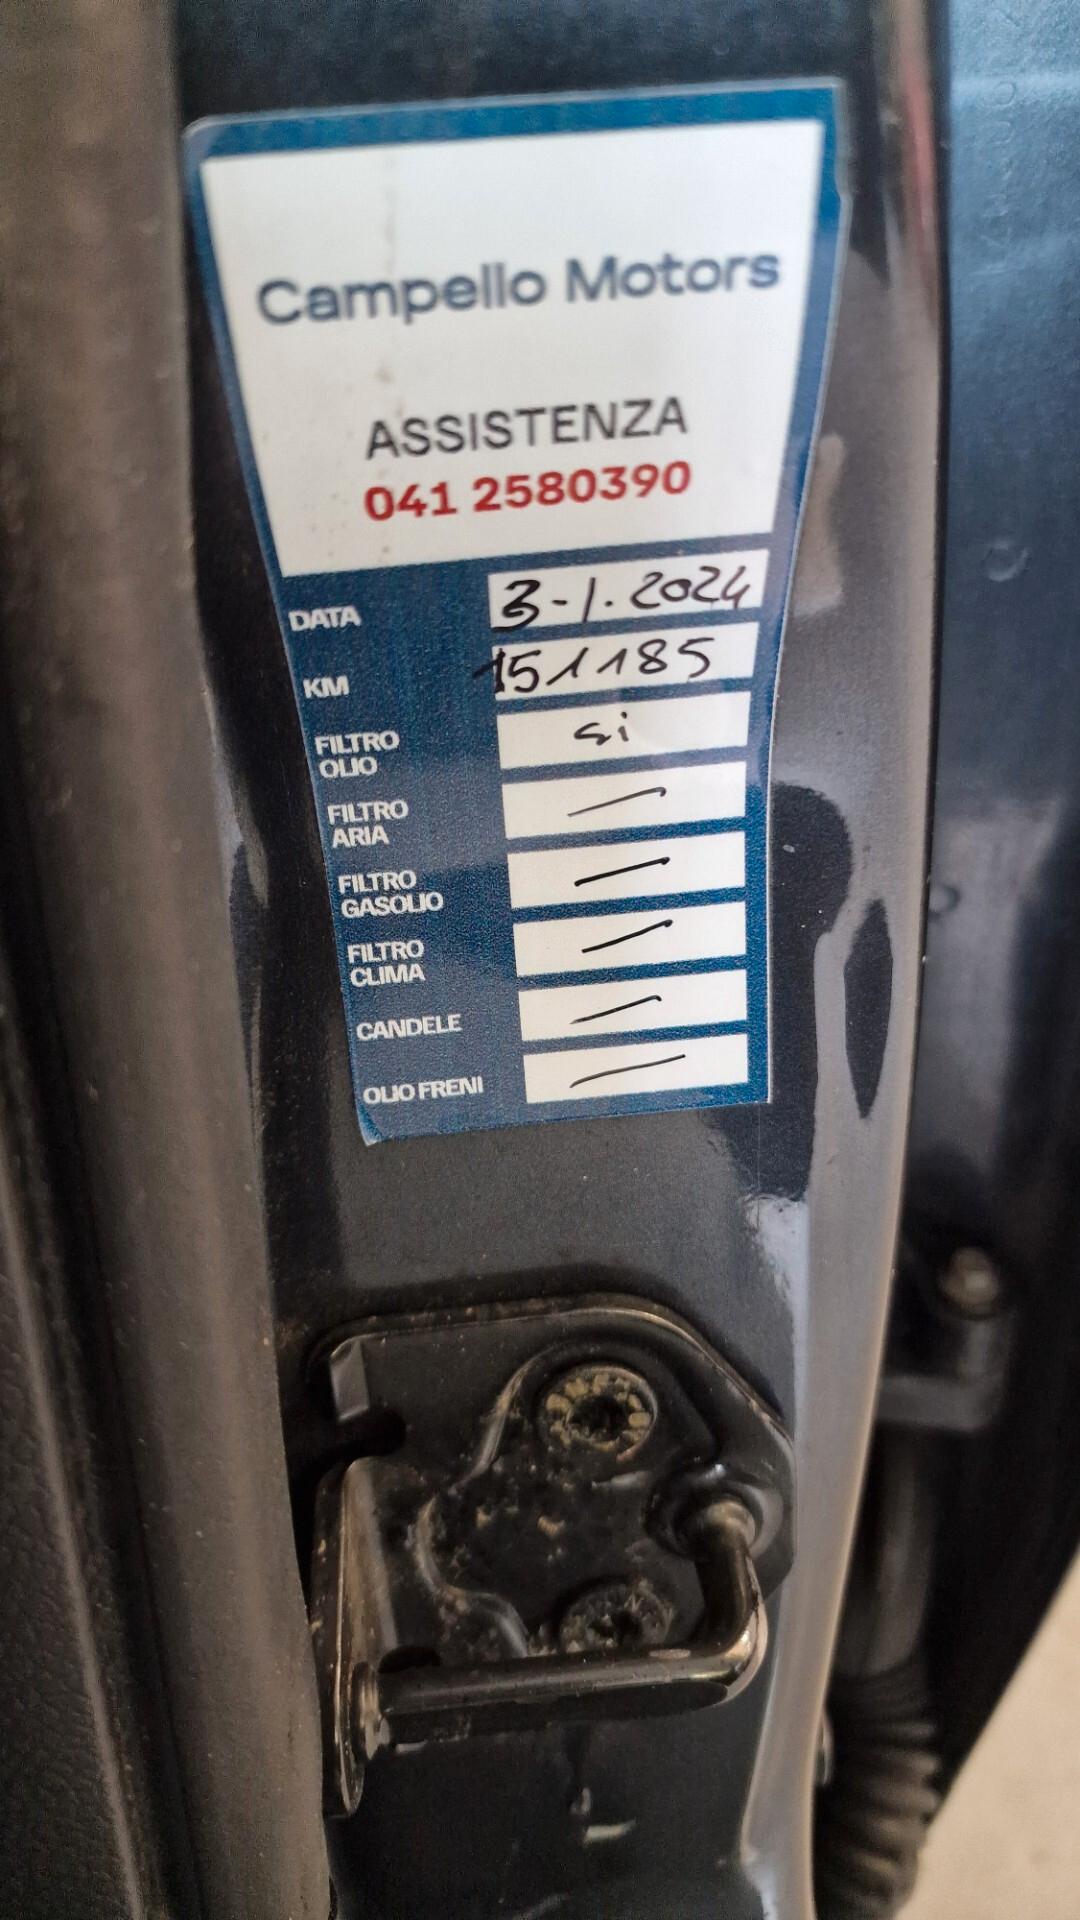 Campello Motors
ASSISTENZA
041 2580390
DATA 3-1.2024
KM 151185
FILTRO
OLIO si
FILTRO
ARIA —
FILTRO
GASOLIO —
FILTRO
CLIMA —
CANDELE —
OLIO FRENI —